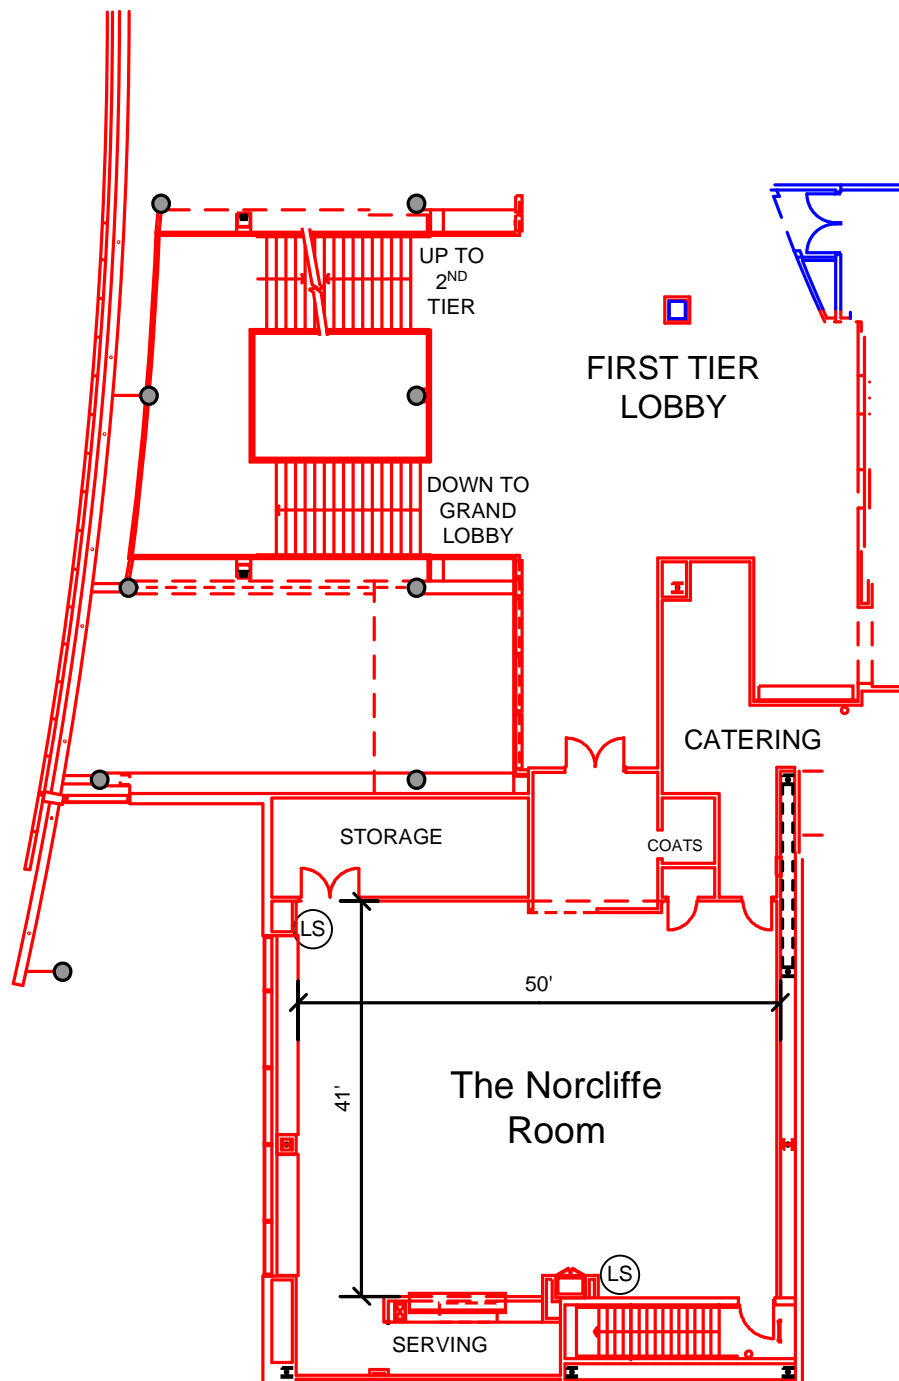 UP TO
2ND
TIER
FIRST TIER
LOBBY
DOWN TO
GRAND
LOBBY
CATERING
STORAGE
COATS
LS
50'
41'
The Norcliffe
Room
LS
SERVING